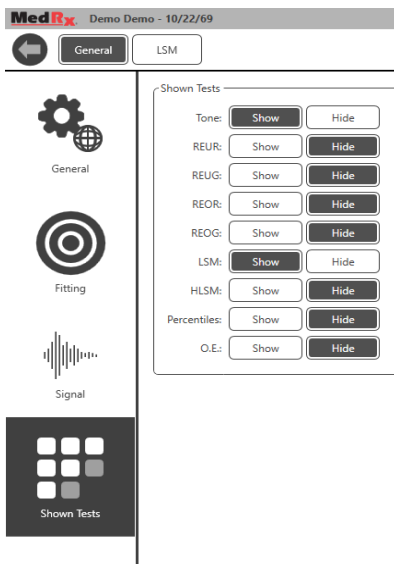 MedRx. Demo Demo - 10/22/69
General LSM
General
Fitting
Signal
Shown Tests
Shown Tests
Tone: Show Hide
REUR: Show Hide
REUG: Show Hide
REOR: Show Hide
REOG: Show Hide
LSM: Show Hide
HLSM: Show Hide
Percentiles: Show Hide
O.E.: Show Hide